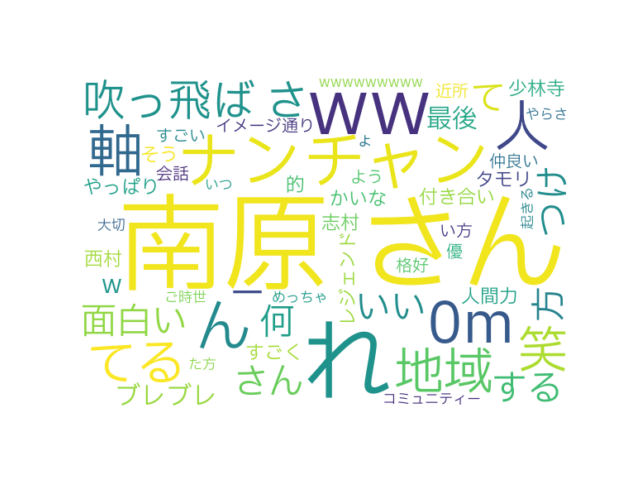 wwwwwwwww
近所
少林寺
吹っ飛ばさ
ww
て
やらさ
最後
人
イメージ通り
すごい
ょ
軸
ナンチャン
そう
仲良い
会話
タモリ
つけ
やっぱり
いつ
的
よう
かいな
付き合い
起きる
大切
南原さん
志村
い方
レジェンド
優
西村
格好
w
ー
ご時世
めっちゃ
いい
人間力
方
0m
面白い
ん
何
れ
笑
てる
すごく
地域
た方
さん
する
ブレブレ
コミュニティー